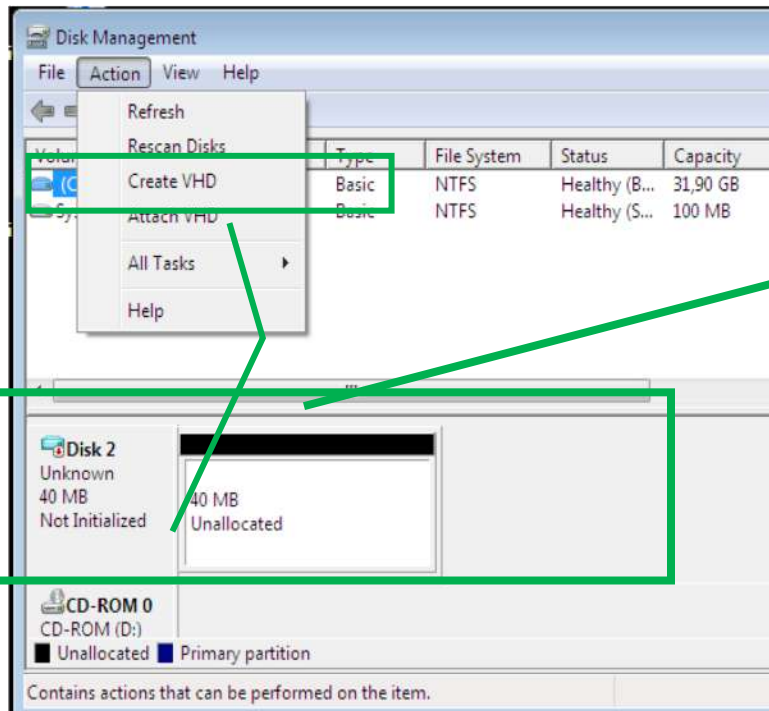 Disk Management
File Action View Help
Refresh
Rescan Disks
Create VHD
Attach VHD
All Tasks
Help
Type File System Status Capacity
Basic NTFS Healthy (B... 31,90 GB
Basic NTFS Healthy (S... 100 MB
Disk 2
Unknown
40 MB
Not Initialized
40 MB
Unallocated
CD-ROM 0
CD-ROM (D:)
Unallocated Primary partition
Contains actions that can be performed on the item.